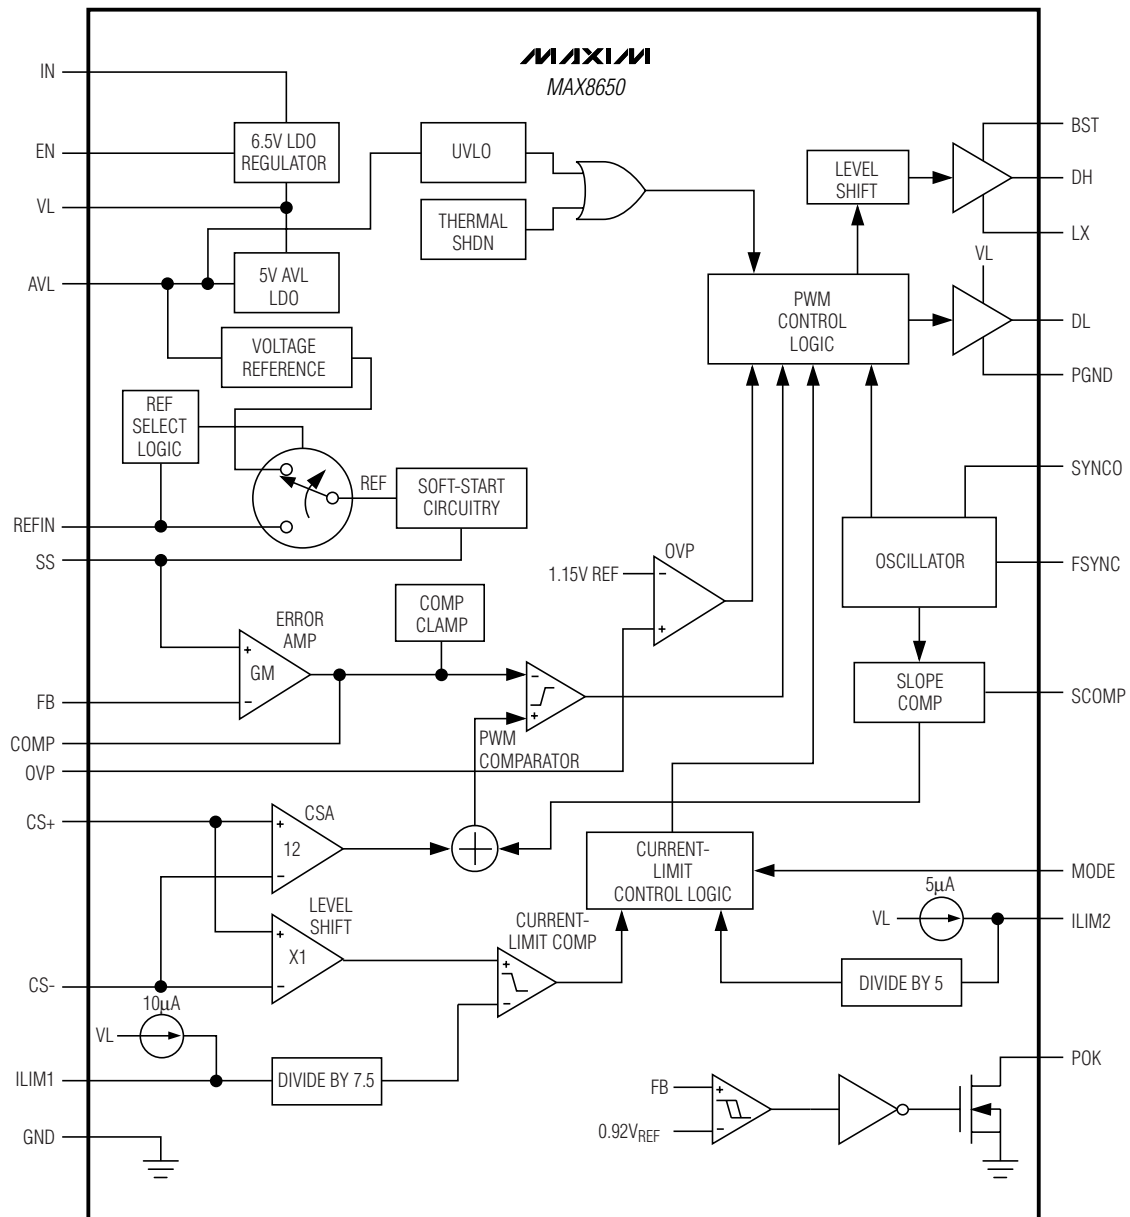 MAXIM
MAX8650
IN
EN
VL
AVL
REFIN
SS
FB
COMP
OVP
CS+
CS-
ILIM1
GND
6.5V LDO
REGULATOR
5V AVL
LDO
VOLTAGE
REFERENCE
REF
SELECT
LOGIC
REF
SOFT-START
CIRCUITRY
UVLO
THERMAL
SHDN
LEVEL
SHIFT
PWM
CONTROL
LOGIC
VL
BST
DH
LX
DL
PGND
SYNCO
FSYNC
SCOMP
MODE
ILIM2
POK
OVP
1.15V REF
-
+
OSCILLATOR
SLOPE
COMP
COMP
CLAMP
ERROR
AMP
+
GM
-
-
+
PWM
COMPARATOR
CSA
+
12
-
LEVEL
SHIFT
+
X1
-
CURRENT-
LIMIT COMP
+
-
CURRENT-
LIMIT
CONTROL LOGIC
5µA
VL
DIVIDE BY 5
10µA
VL
DIVIDE BY 7.5
FB
+
0.92VREF
-